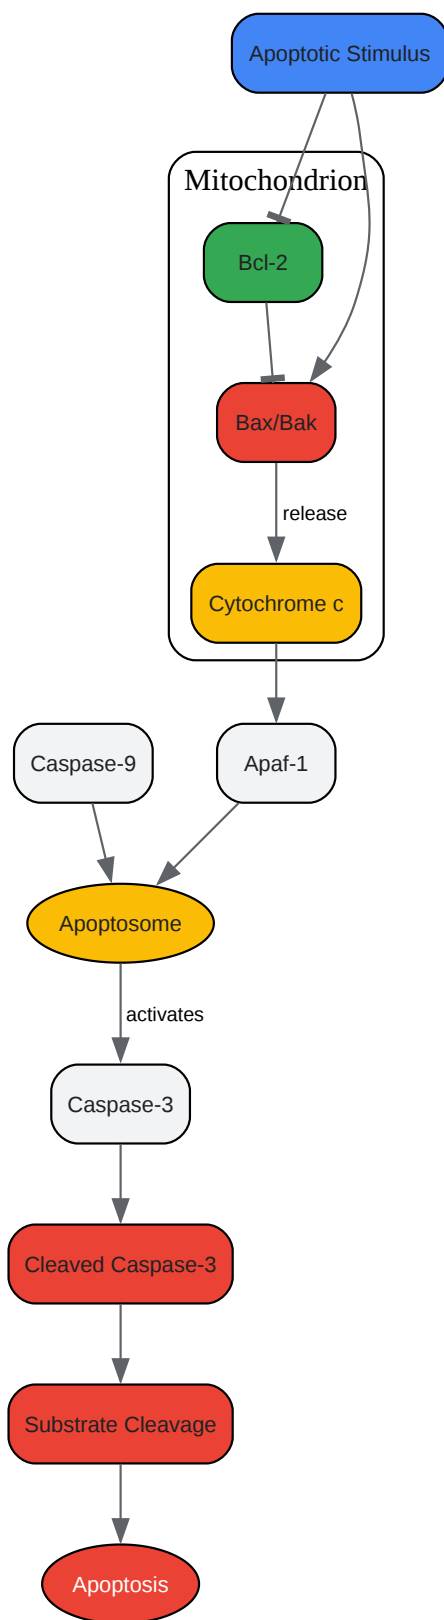 Apoptotic Stimulus
Mitochondrion
Bcl-2
Bax/Bak
release
Cytochrome c
Caspase-9
Apaf-1
Apoptosome
activates
Caspase-3
Cleaved Caspase-3
Substrate Cleavage
Apoptosis